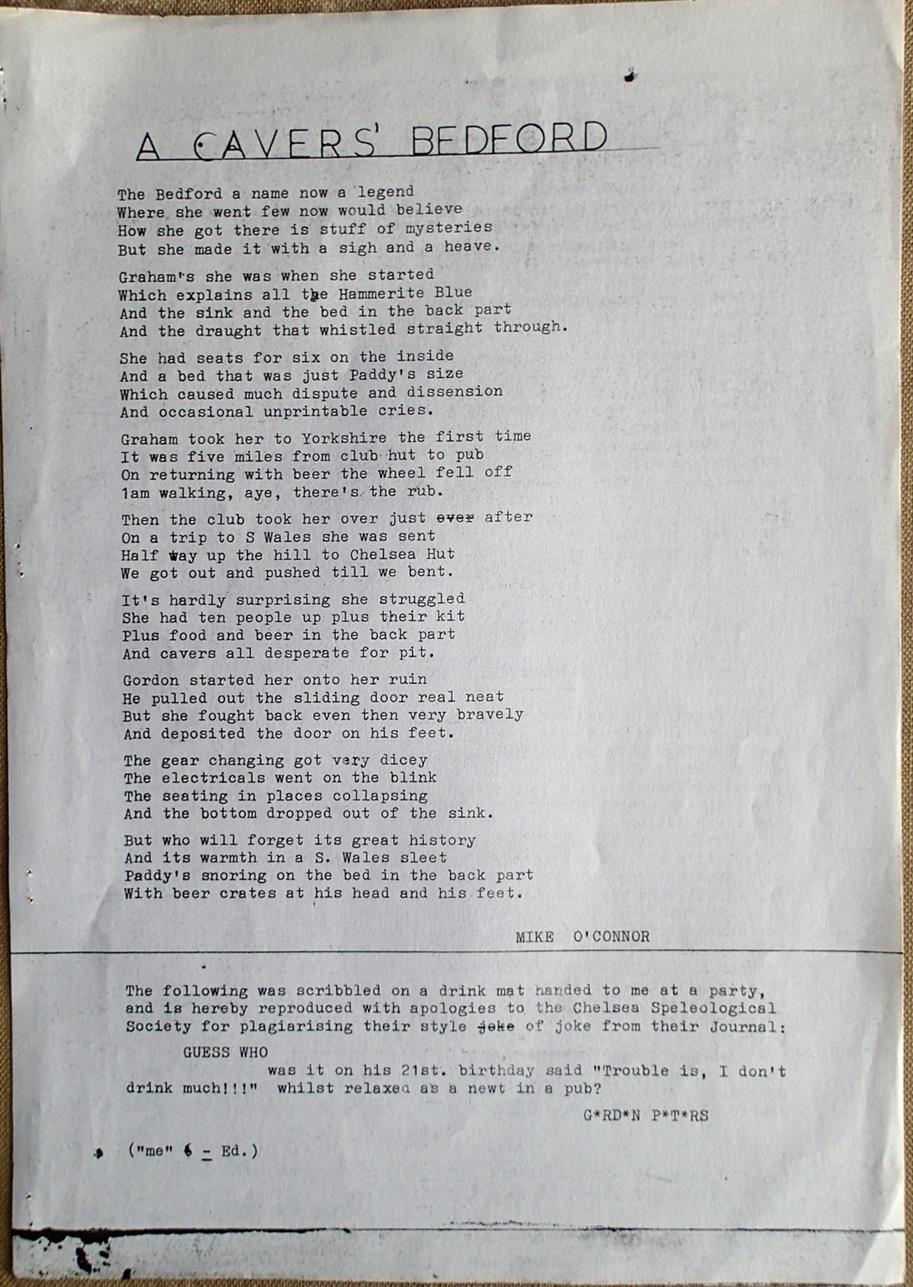 A CAVERS' BEDFORD
The Bedford a name now a legend
Where she went few now would believe
How she got there is stuff of mysteries
But she made it with a sigh and a heave.
Graham's she was when she started
Which explains all the Hammerite Blue
And the sink and the bed in the back part
And the draught that whistled straight through.
She had seats for six on the inside
And a bed that was just Paddy's size
Which caused much dispute and dissension
And occasional unprintable cries.
Graham took her to Yorkshire the first time
It was five miles from club hut to pub
On returning with beer the wheel fell off
1am walking, aye, there's the rub.
Then the club took her over just ever after
On a trip to S Wales she was sent
Half way up the hill to Chelsea Hut
We got out and pushed till we bent.
It's hardly surprising she struggled
She had ten people up plus their kit
Plus food and beer in the back part
And cavers all desperate for pit.
Gordon started her onto her ruin
He pulled out the sliding door real neat
But she fought back even then very bravely
And deposited the door on his feet.
The gear changing got very dicey
The electricals went on the blink
The seating in places collapsing
And the bottom dropped out of the sink.
But who will forget its great history
And its warmth in a S. Wales sleet
Paddy's snoring on the bed in the back part
With beer crates at his head and his feet.
MIKE O'CONNOR
The following was scribbled on a drink mat handed to me at a party,
and is hereby reproduced with apologies to the Chelsea Speleological
Society for plagiarising their style joke of joke from their Journal:
GUESS WHO
was it on his 21st. birthday said "Trouble is, I don't
drink much!!!" whilst relaxed as a newt in a pub?
G*RD*N P*T*RS
("me" - Ed.)